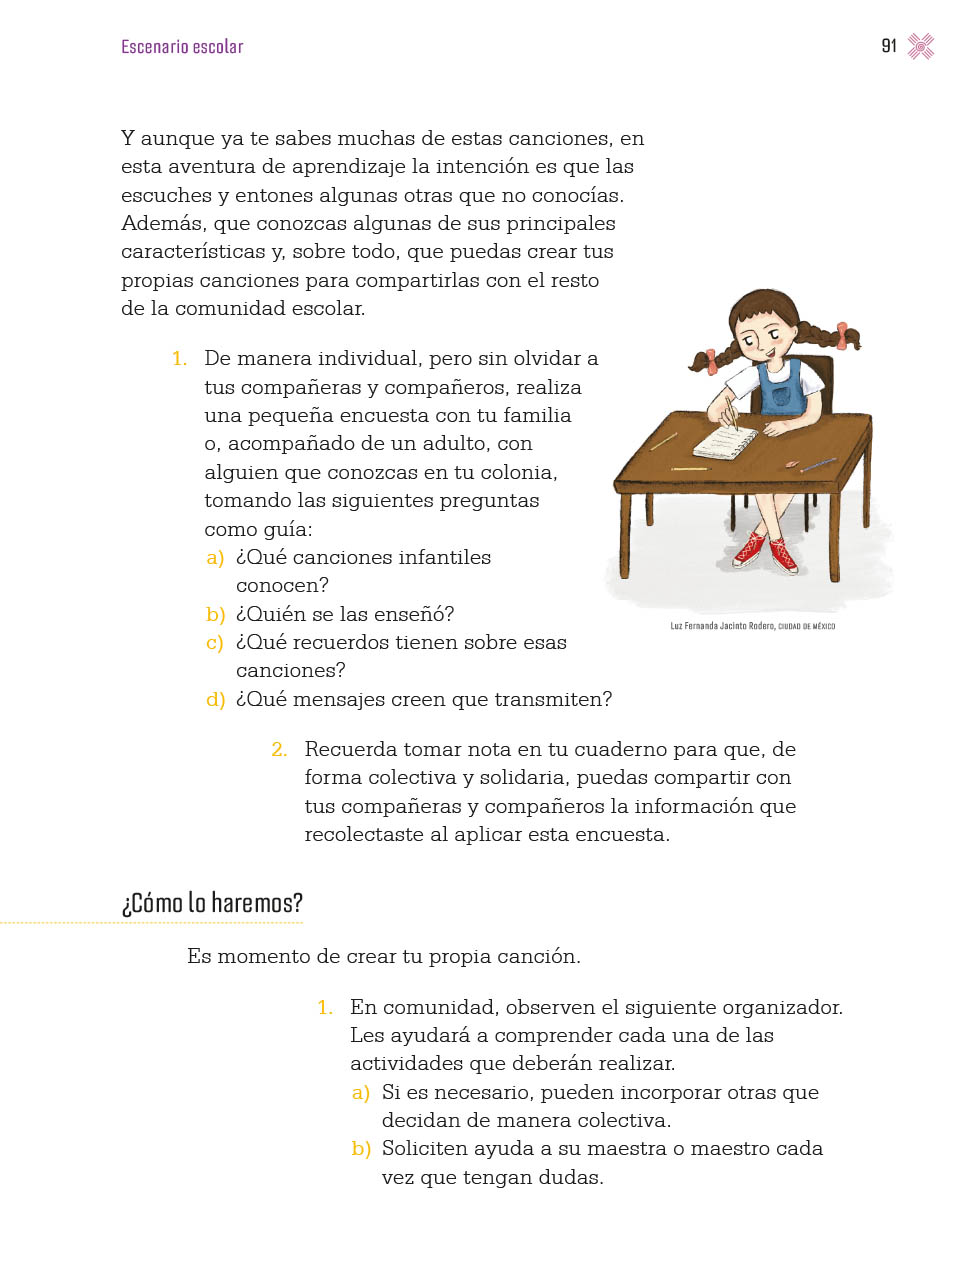 Escenario escolar
91
Y aunque ya te sabes muchas de estas canciones, en
esta aventura de aprendizaje la intención es que las
escuches y entones algunas otras que no conocías.
Además, que conozcas algunas de sus principales
características y, sobre todo, que puedas crear tus
propias canciones para compartirlas con el resto
de la comunidad escolar.
1. De manera individual, pero sin olvidar a
tus compañeras y compañeros, realiza
una pequeña encuesta con tu familia
o, acompañado de un adulto, con
alguien que conozcas en tu colonia,
tomando las siguientes preguntas
como guía:
a) ¿Qué canciones infantiles
conocen?
b) ¿Quién se las enseñó?
c) ¿Qué recuerdos tienen sobre esas
canciones?
d) ¿Qué mensajes creen que transmiten?
Luz Fernanda Jacinto Rodero, CIUDAD DE MÉXICO
2. Recuerda tomar nota en tu cuaderno para que, de
forma colectiva y solidaria, puedas compartir con
tus compañeras y compañeros la información que
recolectaste al aplicar esta encuesta.
¿Cómo lo haremos?
Es momento de crear tu propia canción.
1. En comunidad, observen el siguiente organizador.
Les ayudará a comprender cada una de las
actividades que deberán realizar.
a) Si es necesario, pueden incorporar otras que
decidan de manera colectiva.
b) Soliciten ayuda a su maestra o maestro cada
vez que tengan dudas.